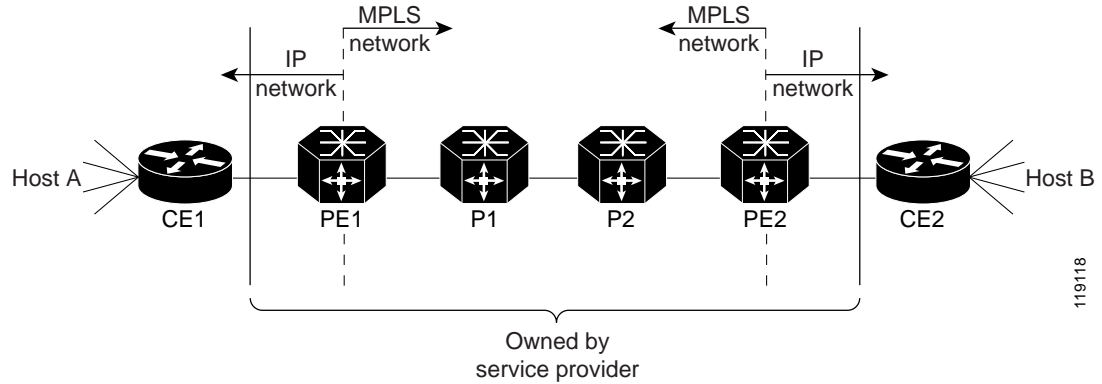 MPLS
network
MPLS
network
IP
network
IP
network
Host A
Host B
CE1
PE1
P1
P2
PE2
CE2
119118
Owned by
service provider